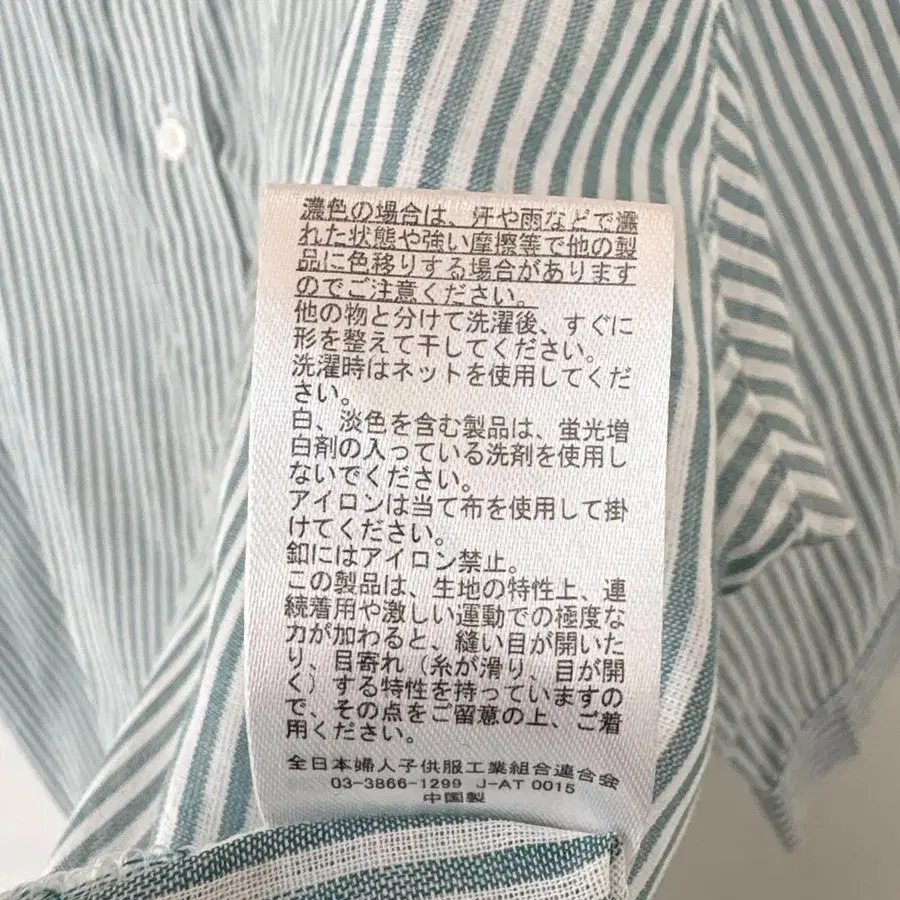 濃色の場合は、汗や雨などで濡
れた状態や強い摩擦等で他の製
品に色移りする場合があります
のでご注意ください。
他の物と分けて洗濯後、すぐに
形を整えて干してください。
洗濯時はネットを使用してくだ
さい。
白、淡色を含む製品は、蛍光増
白剤の入っている洗剤を使用し
ないでください。
アイロンは当て布を使用して掛
けてください。
釦にはアイロン禁止。
この製品は、生地の特性上、連
続着用や激しい運動での極度な
力が加わると、縫い目が開いた
り、目寄れ（糸が滑り、目が開
く）する特性を持っていますの
で、その点をご留意の上、ご着
用ください。
全日本婦人子供服工業組合連合会
03-3866-1299 J-AT 0015
中国製